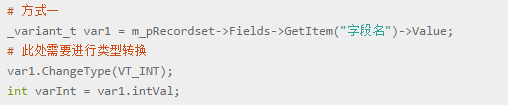 # 方式一
_variant_t var1 = m_pRecordset->Fields->GetItem("字段名")->Value;
# 此处需要进行类型转换
var1.ChangeType(VT_INT);
int varInt = var1.intVal;